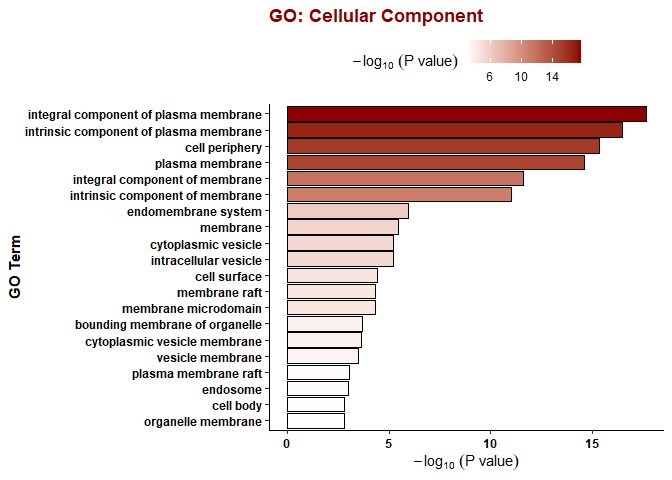 GO: Cellular Component
−log₁₀ (P value)
6 10 14
GO Term
integral component of plasma membrane
intrinsic component of plasma membrane
cell periphery
plasma membrane
integral component of membrane
intrinsic component of membrane
endomembrane system
membrane
cytoplasmic vesicle
intracellular vesicle
cell surface
membrane raft
membrane microdomain
bounding membrane of organelle
cytoplasmic vesicle membrane
vesicle membrane
plasma membrane raft
endosome
cell body
organelle membrane
0 5 10 15
−log₁₀ (P value)